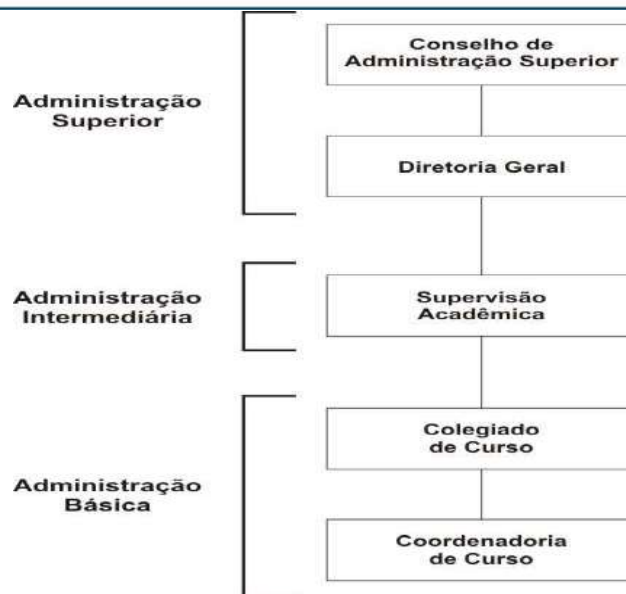 Conselho de
Administração Superior
Administração
Superior
Diretoria Geral
Administração
Intermediária
Supervisão
Acadêmica
Colegiado
de Curso
Administração
Básica
Coordenadoria
de Curso